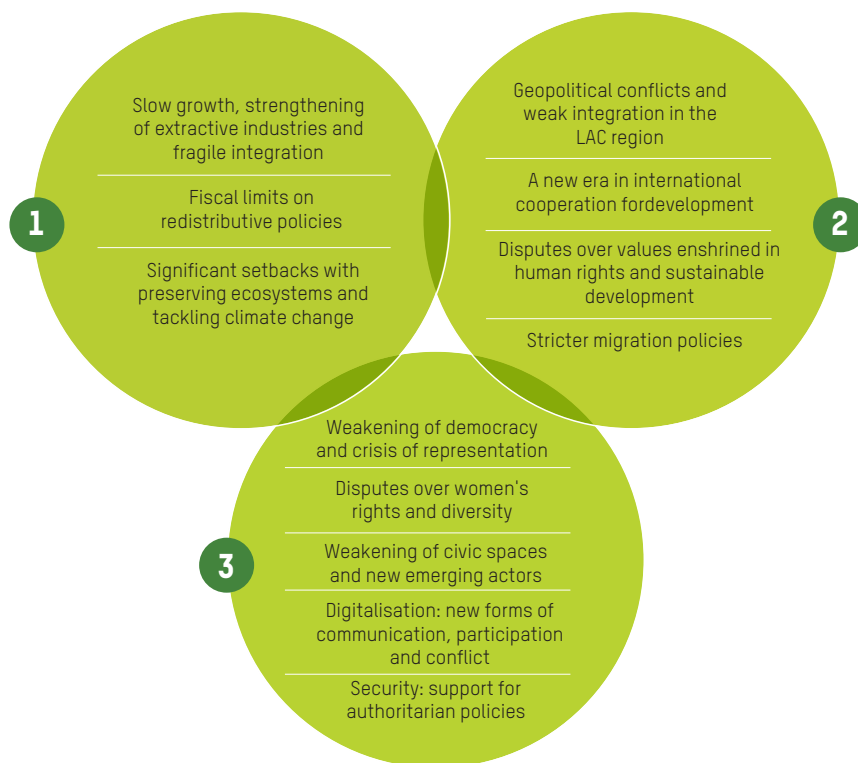 1
Slow growth, strengthening
of extractive industries and
fragile integration
Fiscal limits on
redistributive policies
Significant setbacks with
preserving ecosystems and
tackling climate change
2
Geopolitical conflicts and
weak integration in the
LAC region
A new era in international
cooperation fordevelopment
Disputes over values enshrined in
human rights and sustainable
development
Stricter migration policies
3
Weakening of democracy
and crisis of representation
Disputes over women's
rights and diversity
Weakening of civic spaces
and new emerging actors
Digitalisation: new forms of
communication, participation
and conflict
Security: support for
authoritarian policies